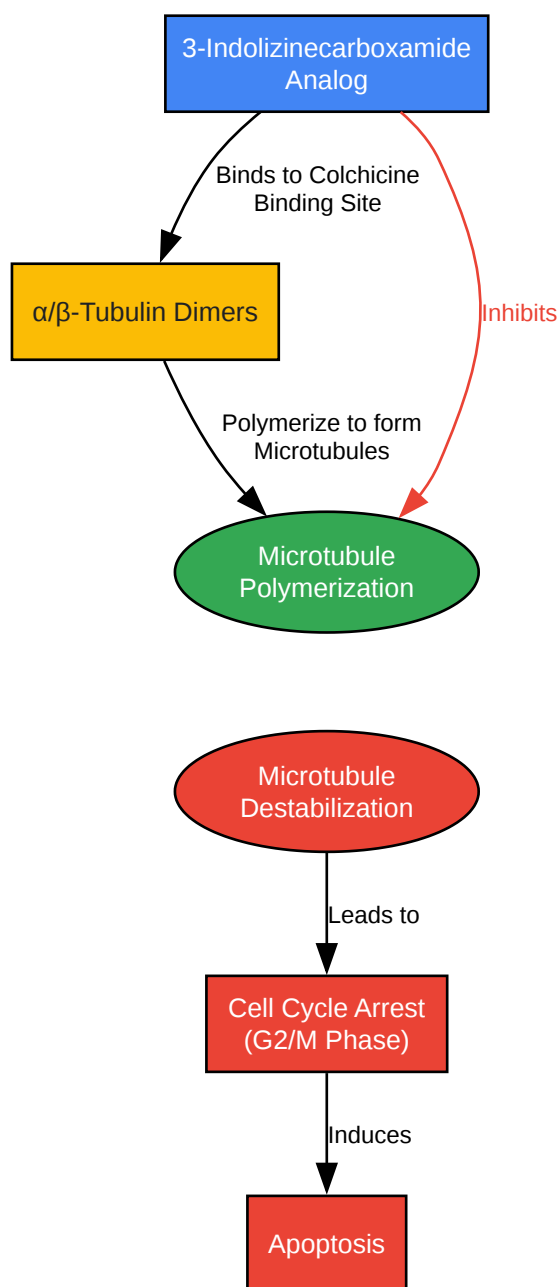 3-Indolizinecarboxamide
Analog
Binds to Colchicine
Binding Site
α/β-Tubulin Dimers
Inhibits
Polymerize to form
Microtubules
Microtubule
Polymerization
Microtubule
Destabilization
Leads to
Cell Cycle Arrest
(G2/M Phase)
Induces
Apoptosis